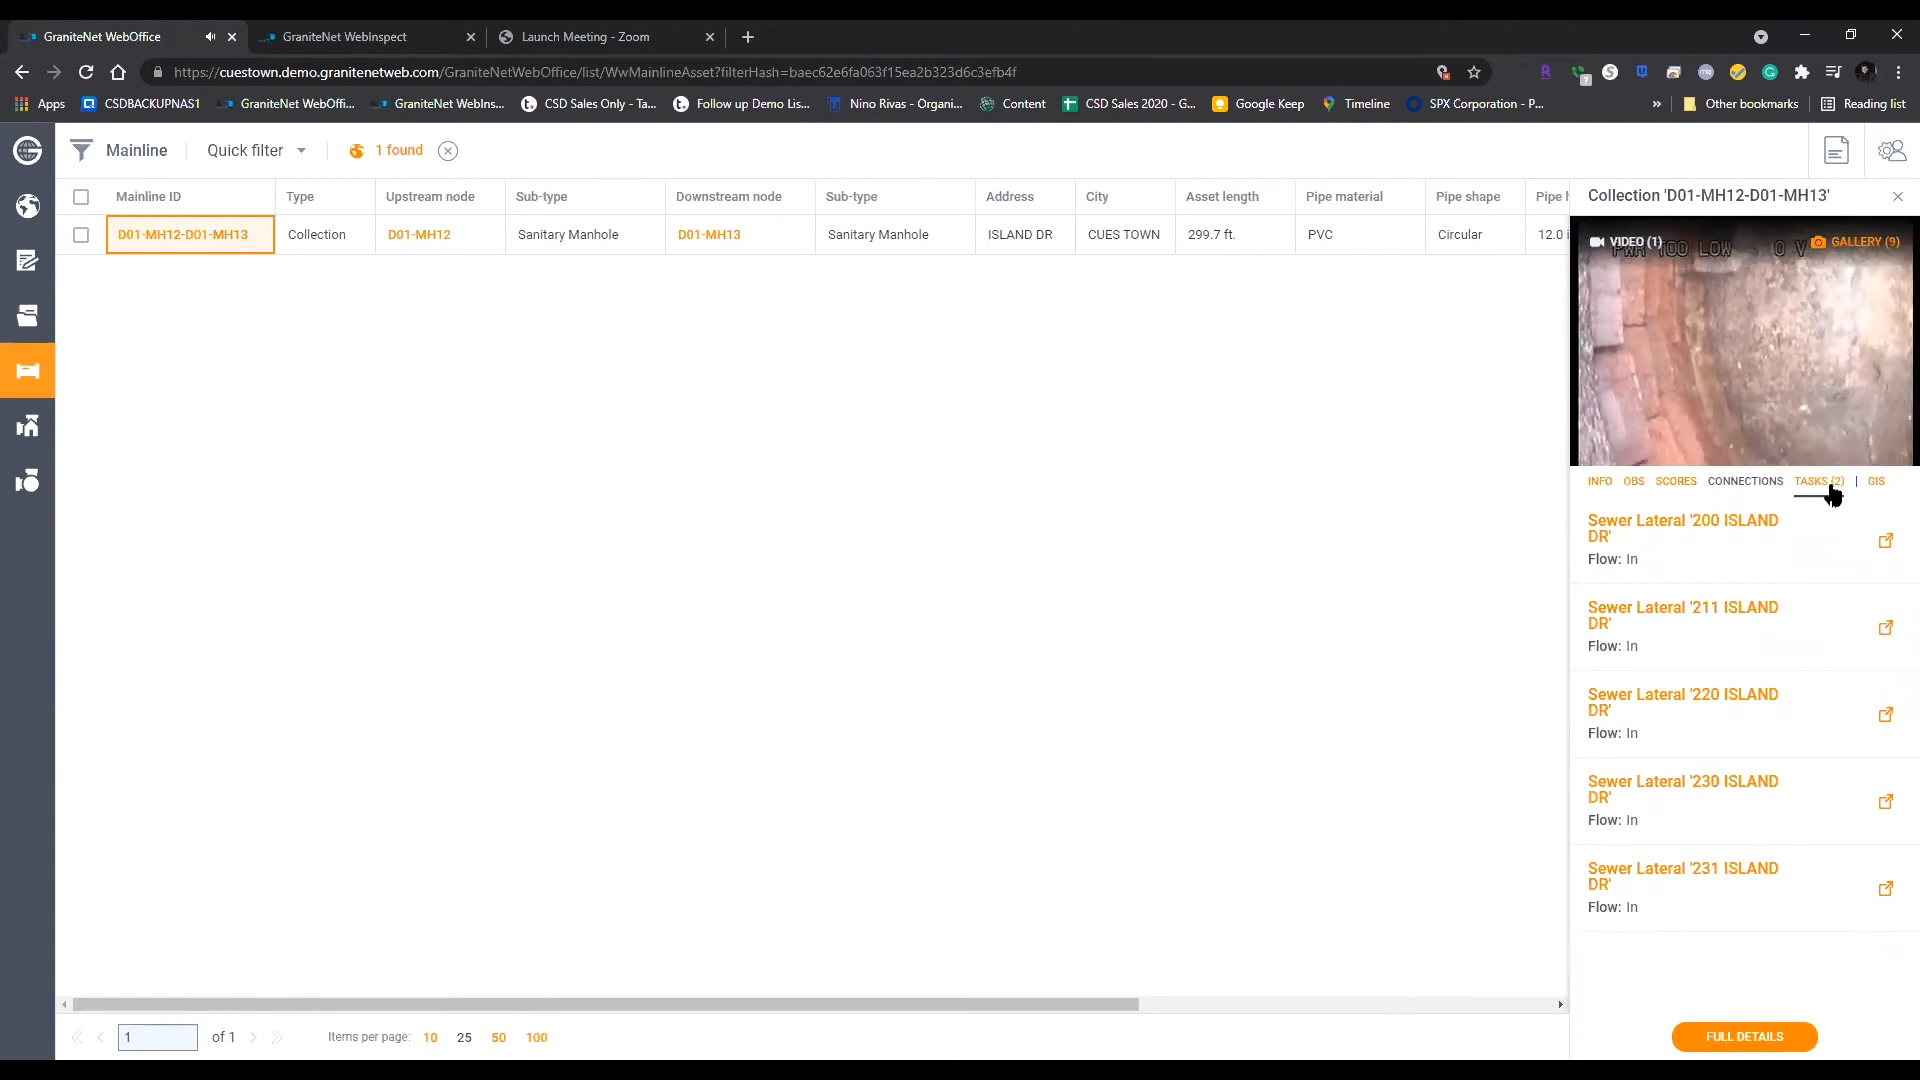 GraniteNet WebOffice
GraniteNet WebInspect
Launch Meeting - Zoom
https://cuestown.demo.granitenetweb.com/GraniteNetWebOffice/list/WwMainlineAsset?filterHash=baec62e6fa063f15ea2b323d6c3efb4f
Apps
CSDBACKUPNAS1
GraniteNet WebOffi...
GraniteNet WebIns...
CSD Sales Only - Ta...
Follow up Demo Lis...
Nino Rivas - Organi...
Content
CSD Sales 2020 - G...
Google Keep
Timeline
SPX Corporation - P...
»
Other bookmarks
Reading list
Mainline
Quick filter
1 found
Mainline ID
Type
Upstream node
Sub-type
Downstream node
Sub-type
Address
City
Asset length
Pipe material
Pipe shape
Pipe h
D01-MH12-D01-MH13
Collection
D01-MH12
Sanitary Manhole
D01-MH13
Sanitary Manhole
ISLAND DR
CUES TOWN
299.7 ft.
PVC
Circular
12.0 i
Collection 'D01-MH12-D01-MH13'
VIDEO (1)
GALLERY (9)
PWR TOO LOW 0 V
INFO
OBS
SCORES
CONNECTIONS
TASKS (2)
|
GIS
Sewer Lateral '200 ISLAND
DR'
Flow: In
Sewer Lateral '211 ISLAND
DR'
Flow: In
Sewer Lateral '220 ISLAND
DR'
Flow: In
Sewer Lateral '230 ISLAND
DR'
Flow: In
Sewer Lateral '231 ISLAND
DR'
Flow: In
FULL DETAILS
1
of 1
Items per page:
10
25
50
100